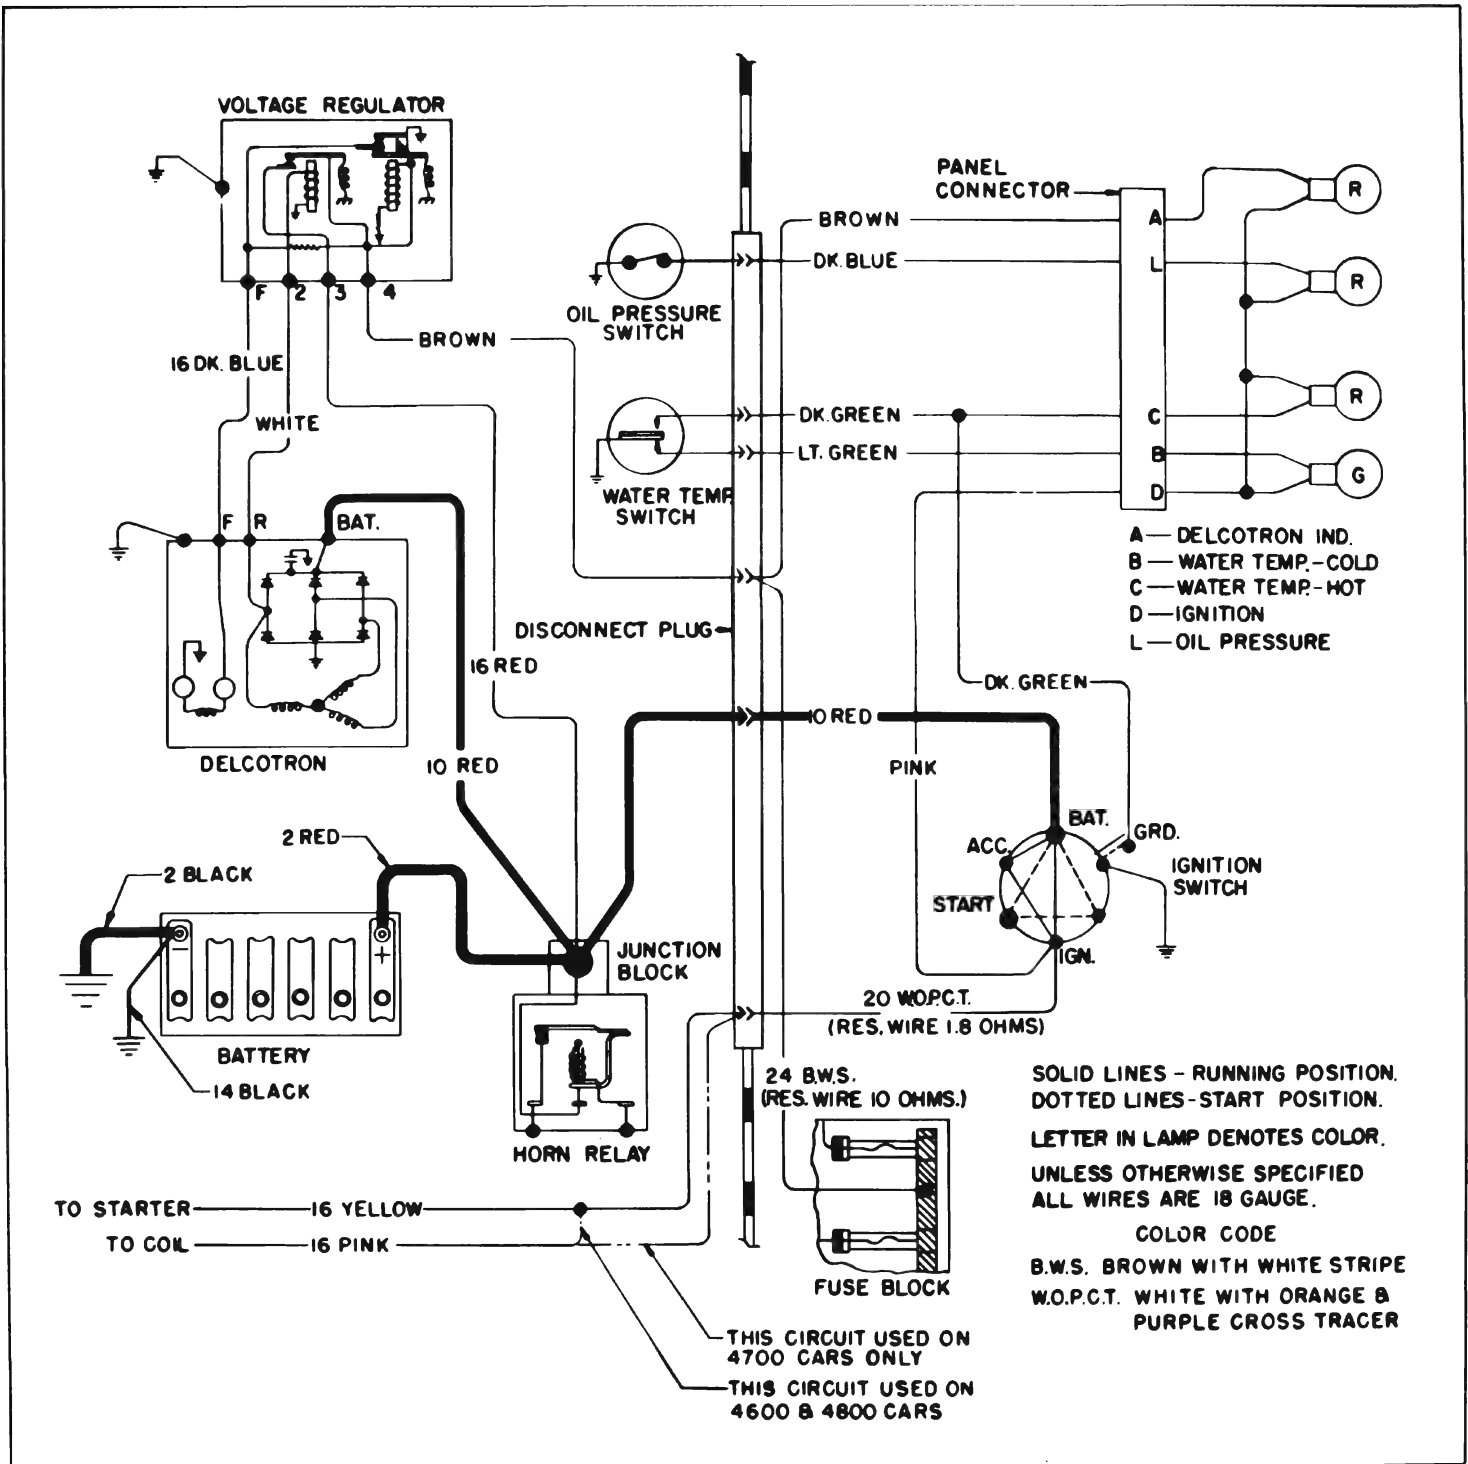 VOLTAGE REGULATOR
F 2 3 4
BROWN
16 DK. BLUE
WHITE
F R BAT.
DELCOTRON
16 RED
10 RED
2 RED
2 BLACK
− +
BATTERY
14 BLACK
OIL PRESSURE
SWITCH
WATER TEMP.
SWITCH
DISCONNECT PLUG
JUNCTION
BLOCK
HORN RELAY
TO STARTER
16 YELLOW
TO COIL
16 PINK
PANEL
CONNECTOR
BROWN
DK. BLUE
DK. GREEN
LT. GREEN
A
L
C
B
D
R
R
R
G
A — DELCOTRON IND.
B — WATER TEMP.-COLD
C — WATER TEMP.-HOT
D — IGNITION
L — OIL PRESSURE
DK. GREEN
10 RED
PINK
BAT.
GRD.
ACC.
START
IGN.
IGNITION
SWITCH
20 W.O.P.C.T.
(RES. WIRE 1.8 OHMS)
24 B.W.S.
(RES. WIRE 10 OHMS.)
FUSE BLOCK
THIS CIRCUIT USED ON
4700 CARS ONLY
THIS CIRCUIT USED ON
4600 & 4800 CARS
SOLID LINES - RUNNING POSITION.
DOTTED LINES - START POSITION.
LETTER IN LAMP DENOTES COLOR.
UNLESS OTHERWISE SPECIFIED
ALL WIRES ARE 18 GAUGE.
COLOR CODE
B.W.S. BROWN WITH WHITE STRIPE
W.O.P.C.T. WHITE WITH ORANGE &
PURPLE CROSS TRACER